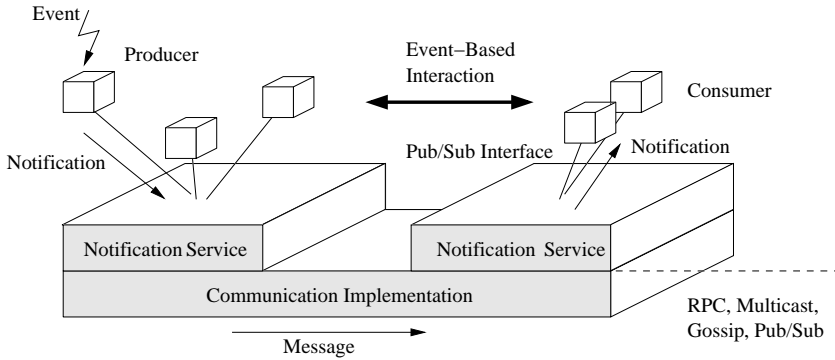 Event
Producer
Event–Based
Interaction
Consumer
Notification
Pub/Sub Interface
Notification
Notification Service
Notification Service
Communication Implementation
RPC, Multicast,
Gossip, Pub/Sub
Message